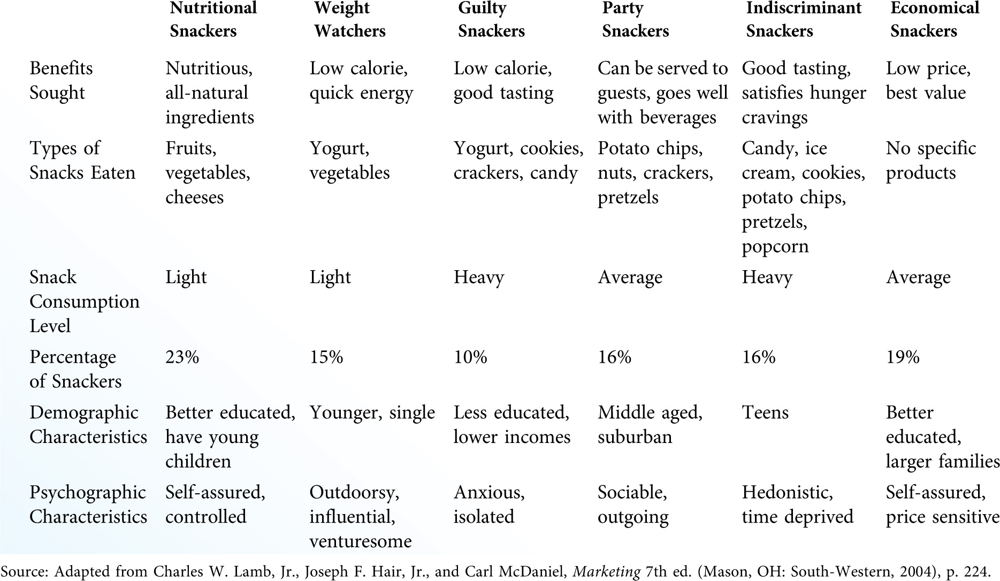 Nutritional Weight Guilty Party Indiscriminant Economical
Snackers Watchers Snackers Snackers Snackers Snackers
Benefits Nutritious, Low calorie, Low calorie, Can be served to Good tasting, Low price,
Sought all-natural quick energy good tasting guests, goes well satisfies hunger best value
ingredients with beverages cravings
Types of Fruits, Yogurt, Yogurt, cookies, Potato chips, Candy, ice No specific
Snacks Eaten vegetables, vegetables crackers, candy nuts, crackers, cream, cookies, products
cheeses pretzels potato chips,
pretzels,
popcorn
Snack Light Light Heavy Average Heavy Average
Consumption
Level
Percentage 23% 15% 10% 16% 16% 19%
of Snackers
Demographic Better educated, Younger, single Less educated, Middle aged, Teens Better
Characteristics have young lower incomes suburban educated,
children larger families
Psychographic Self-assured, Outdoorsy, Anxious, Sociable, Hedonistic, Self-assured,
Characteristics controlled influential, isolated outgoing time deprived price sensitive
venturesome
Source: Adapted from Charles W. Lamb, Jr., Joseph F. Hair, Jr., and Carl McDaniel, Marketing 7th ed. (Mason, OH: South-Western, 2004), p. 224.